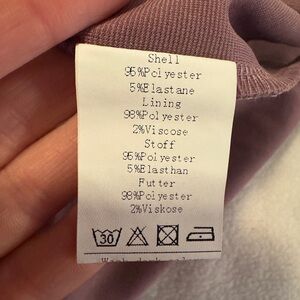 Shell
95%Polyester
5%Elastane
Lining
98%Polyester
2%Viscose
Stoff
95%Polyester
5%Elasthan
Futter
98%Polyester
2%Viskose
30